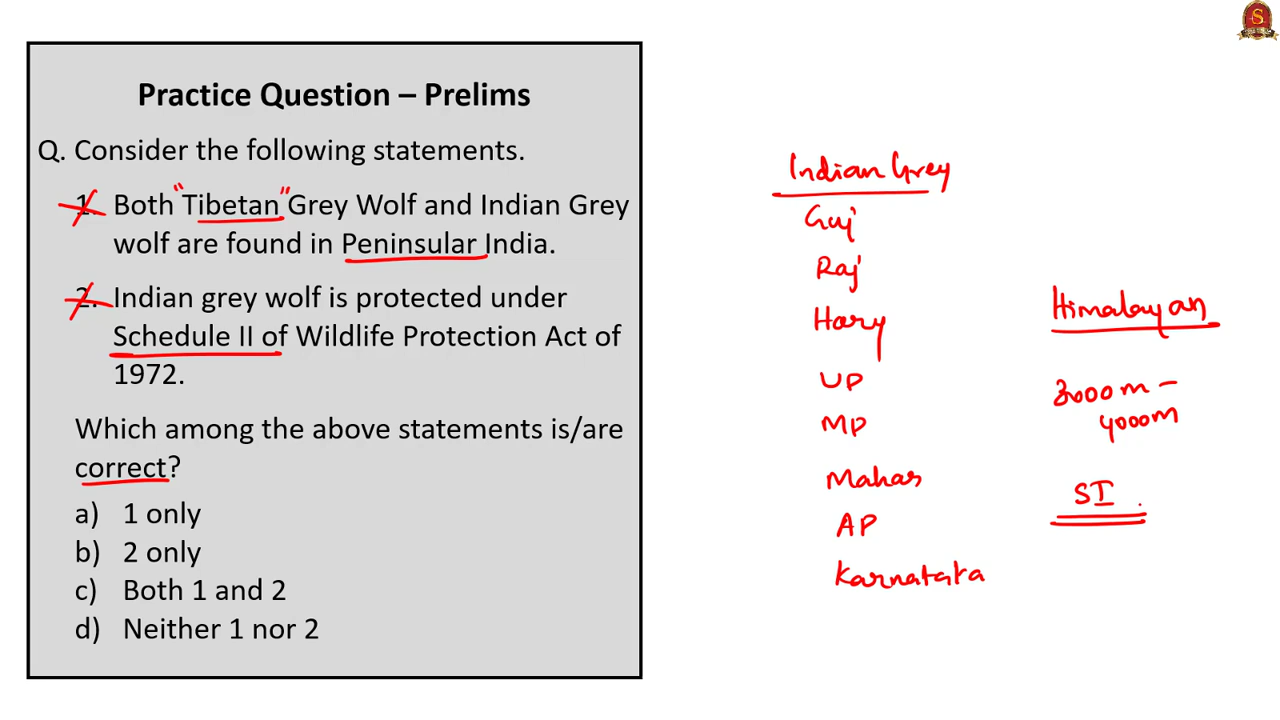 S
Practice Question – Prelims
Q. Consider the following statements.
1. Both "Tibetan" Grey Wolf and Indian Grey
wolf are found in Peninsular India.
2. Indian grey wolf is protected under
Schedule II of Wildlife Protection Act of
1972.
Which among the above statements is/are
correct?
a) 1 only
b) 2 only
c) Both 1 and 2
d) Neither 1 nor 2
Indian Grey
Guj
Raj
Hary
UP
MP
Mahas
AP
Karnataka
Himalayan
3000m –
4000m
SI